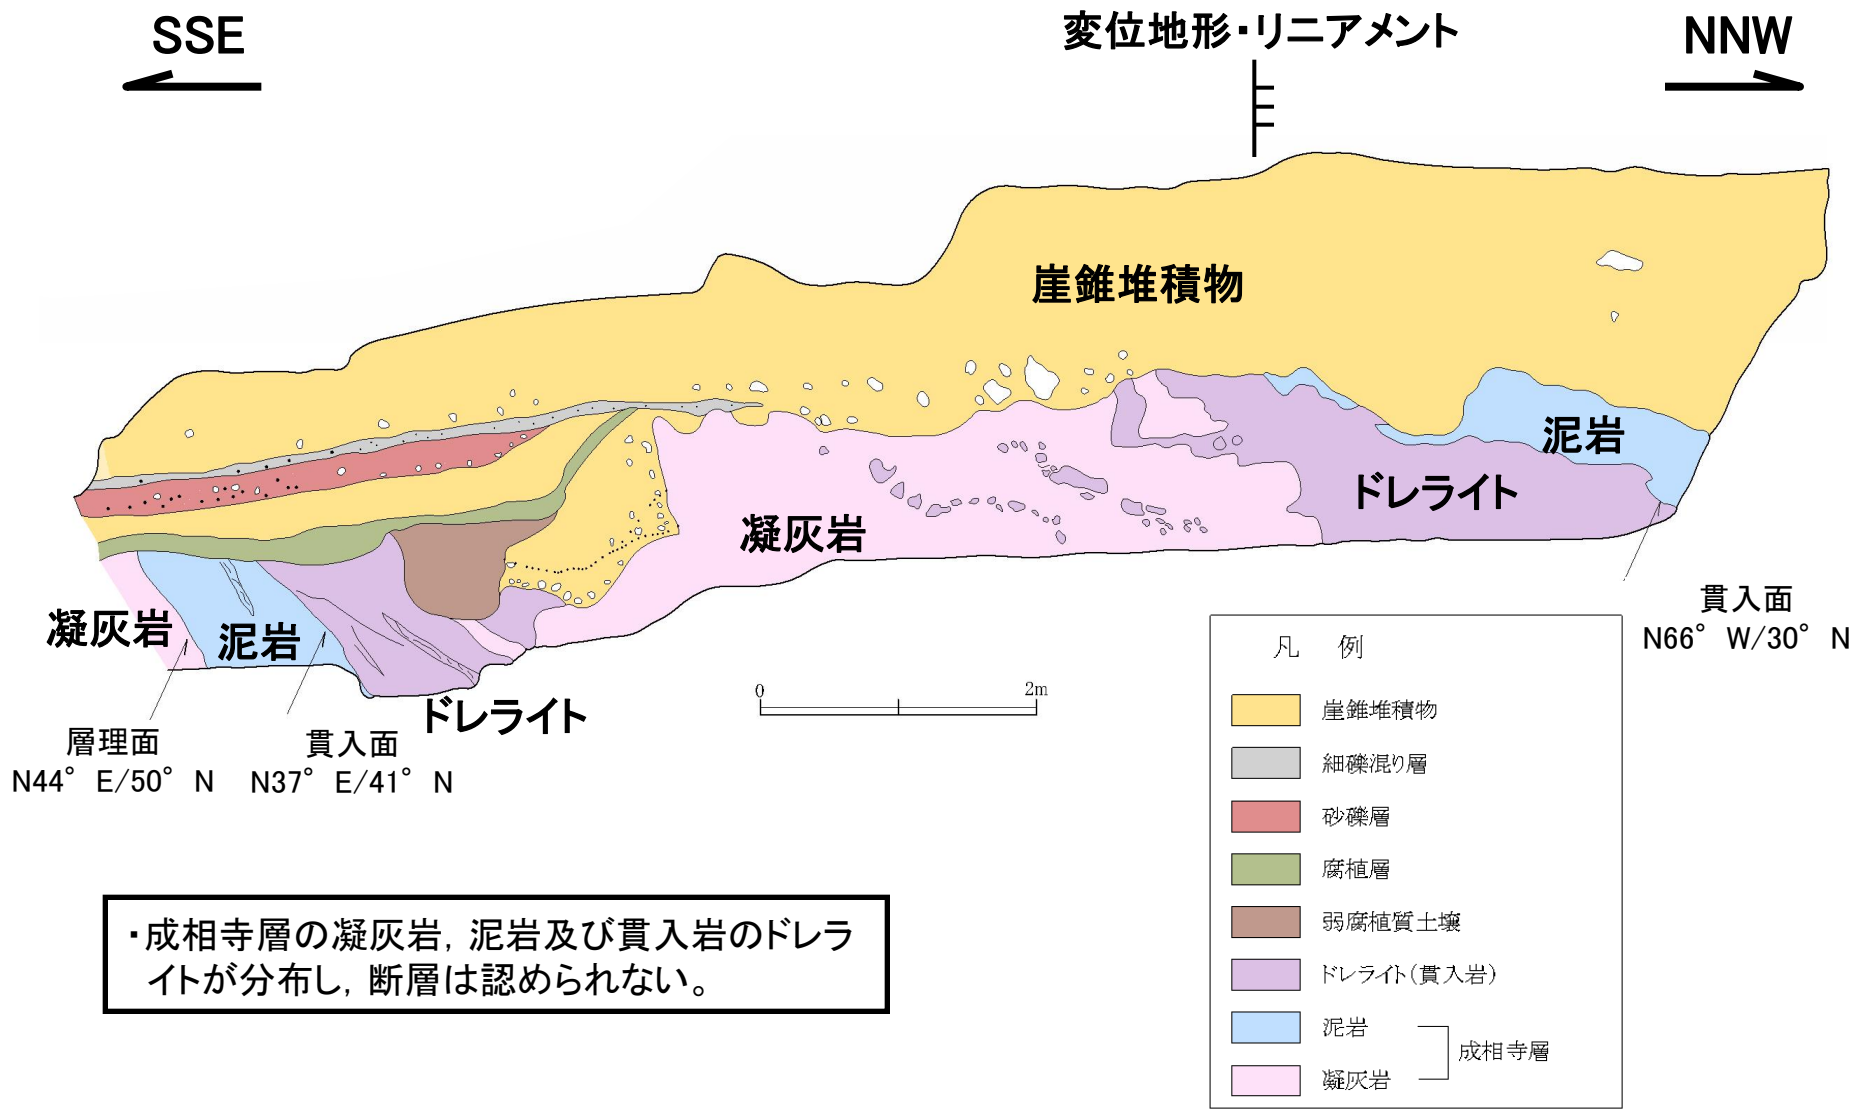 SSE
変位地形・リニアメント
NNW
崖錐堆積物
泥岩
ドレライト
凝灰岩
凝灰岩
泥岩
ドレライト
貫入面
N66° W/30° N
層理面
N44° E/50° N
貫入面
N37° E/41° N
0
2m
凡 例
崖錐堆積物
細礫混り層
砂礫層
腐植層
弱腐植質土壌
ドレライト(貫入岩)
泥岩
凝灰岩
成相寺層
・成相寺層の凝灰岩，泥岩及び貫入岩のドレラ
イトが分布し，断層は認められない。